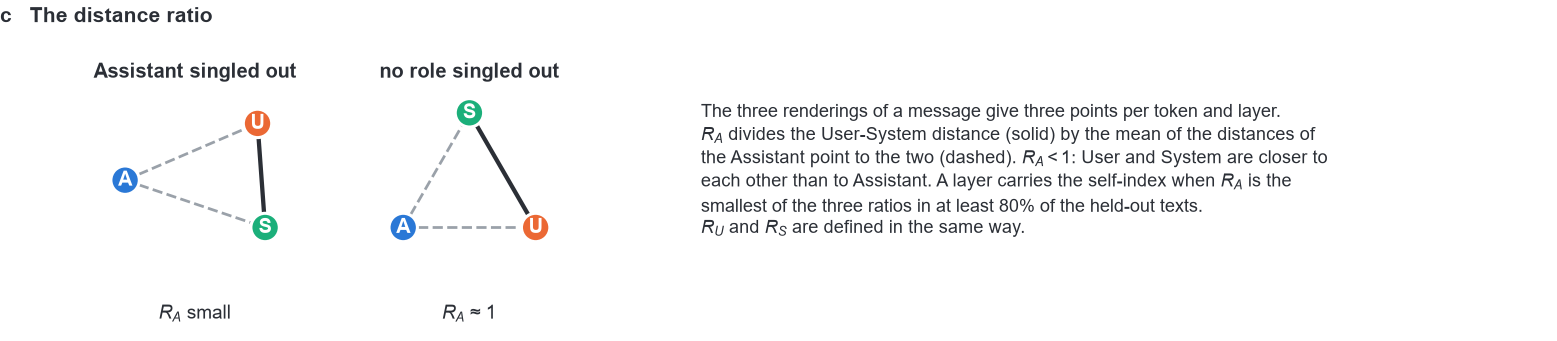 c The distance ratio
Assistant singled out
no role singled out
U
A
S
S
A
U
R_A small
R_A ≈ 1
The three renderings of a message give three points per token and layer.
R_A divides the User-System distance (solid) by the mean of the distances of
the Assistant point to the two (dashed). R_A < 1: User and System are closer to
each other than to Assistant. A layer carries the self-index when R_A is the
smallest of the three ratios in at least 80% of the held-out texts.
R_U and R_S are defined in the same way.